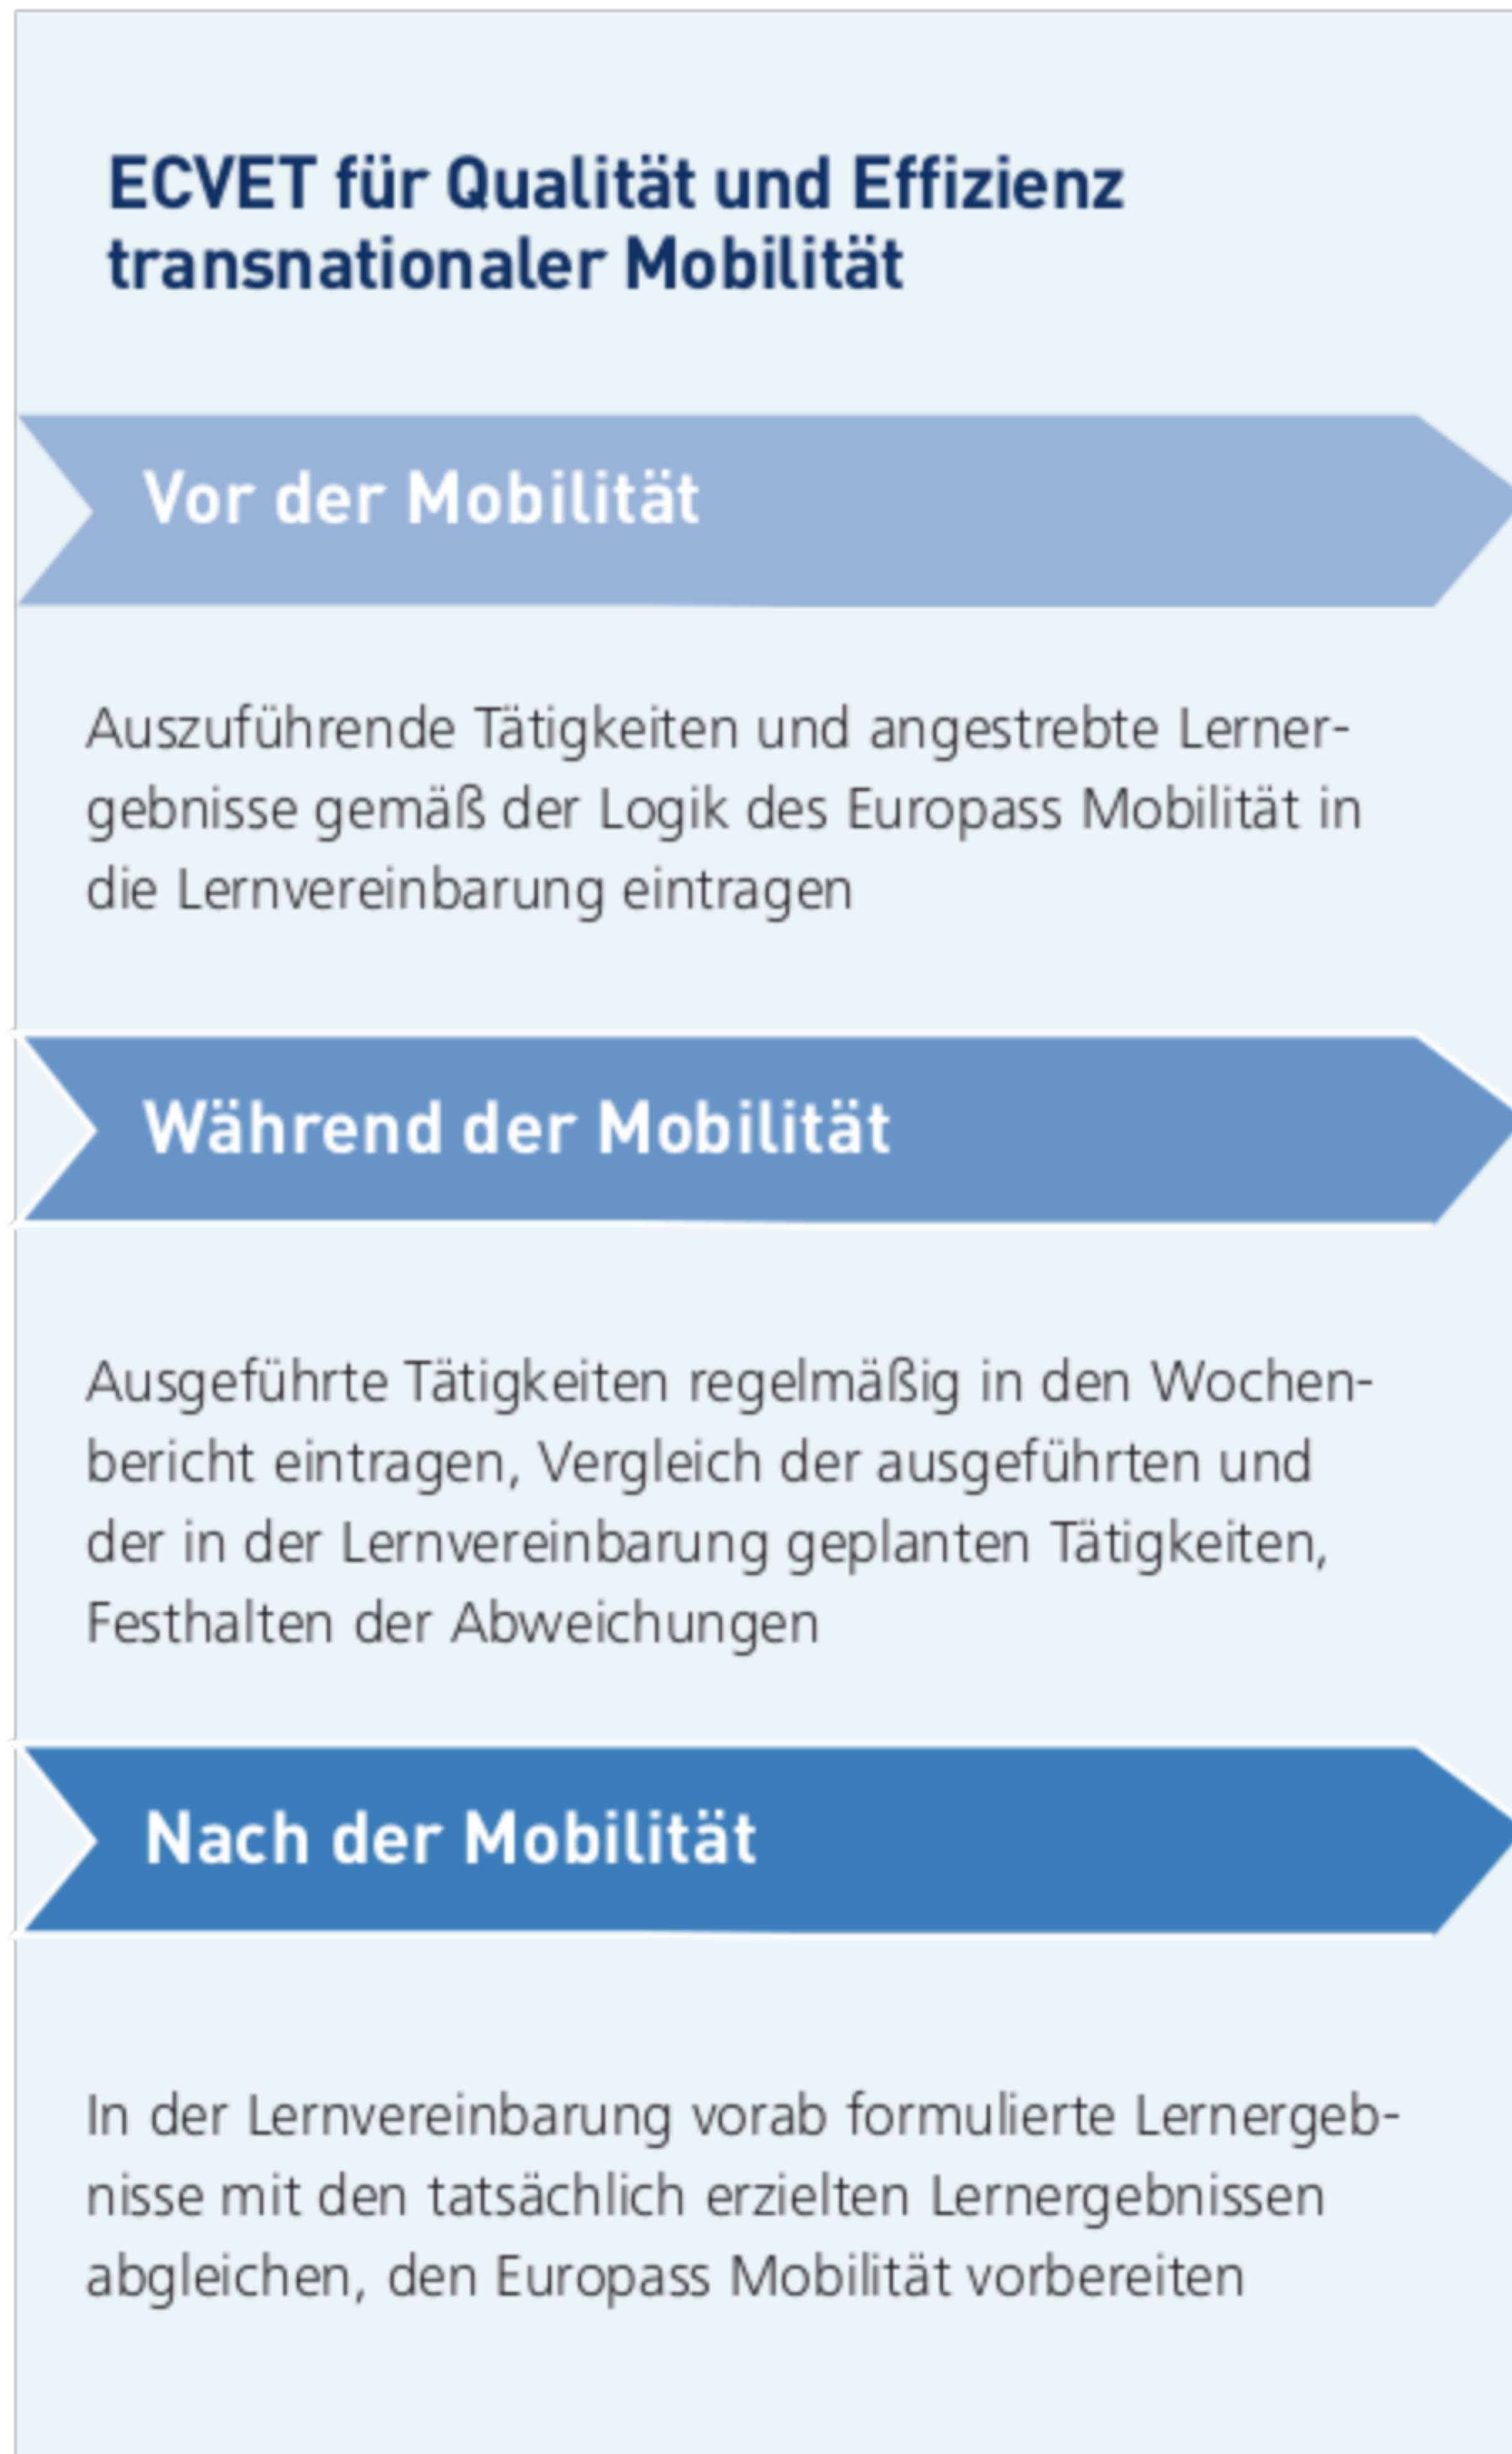 ECVET für Qualität und Effizienz
transnationaler Mobilität
Vor der Mobilität
Auszuführende Tätigkeiten und angestrebte Lerner-
gebnisse gemäß der Logik des Europass Mobilität in
die Lernvereinbarung eintragen
Während der Mobilität
Ausgeführte Tätigkeiten regelmäßig in den Wochen-
bericht eintragen, Vergleich der ausgeführten und
der in der Lernvereinbarung geplanten Tätigkeiten,
Festhalten der Abweichungen
Nach der Mobilität
In der Lernvereinbarung vorab formulierte Lernergeb-
nisse mit den tatsächlich erzielten Lernergebnissen
abgleichen, den Europass Mobilität vorbereiten